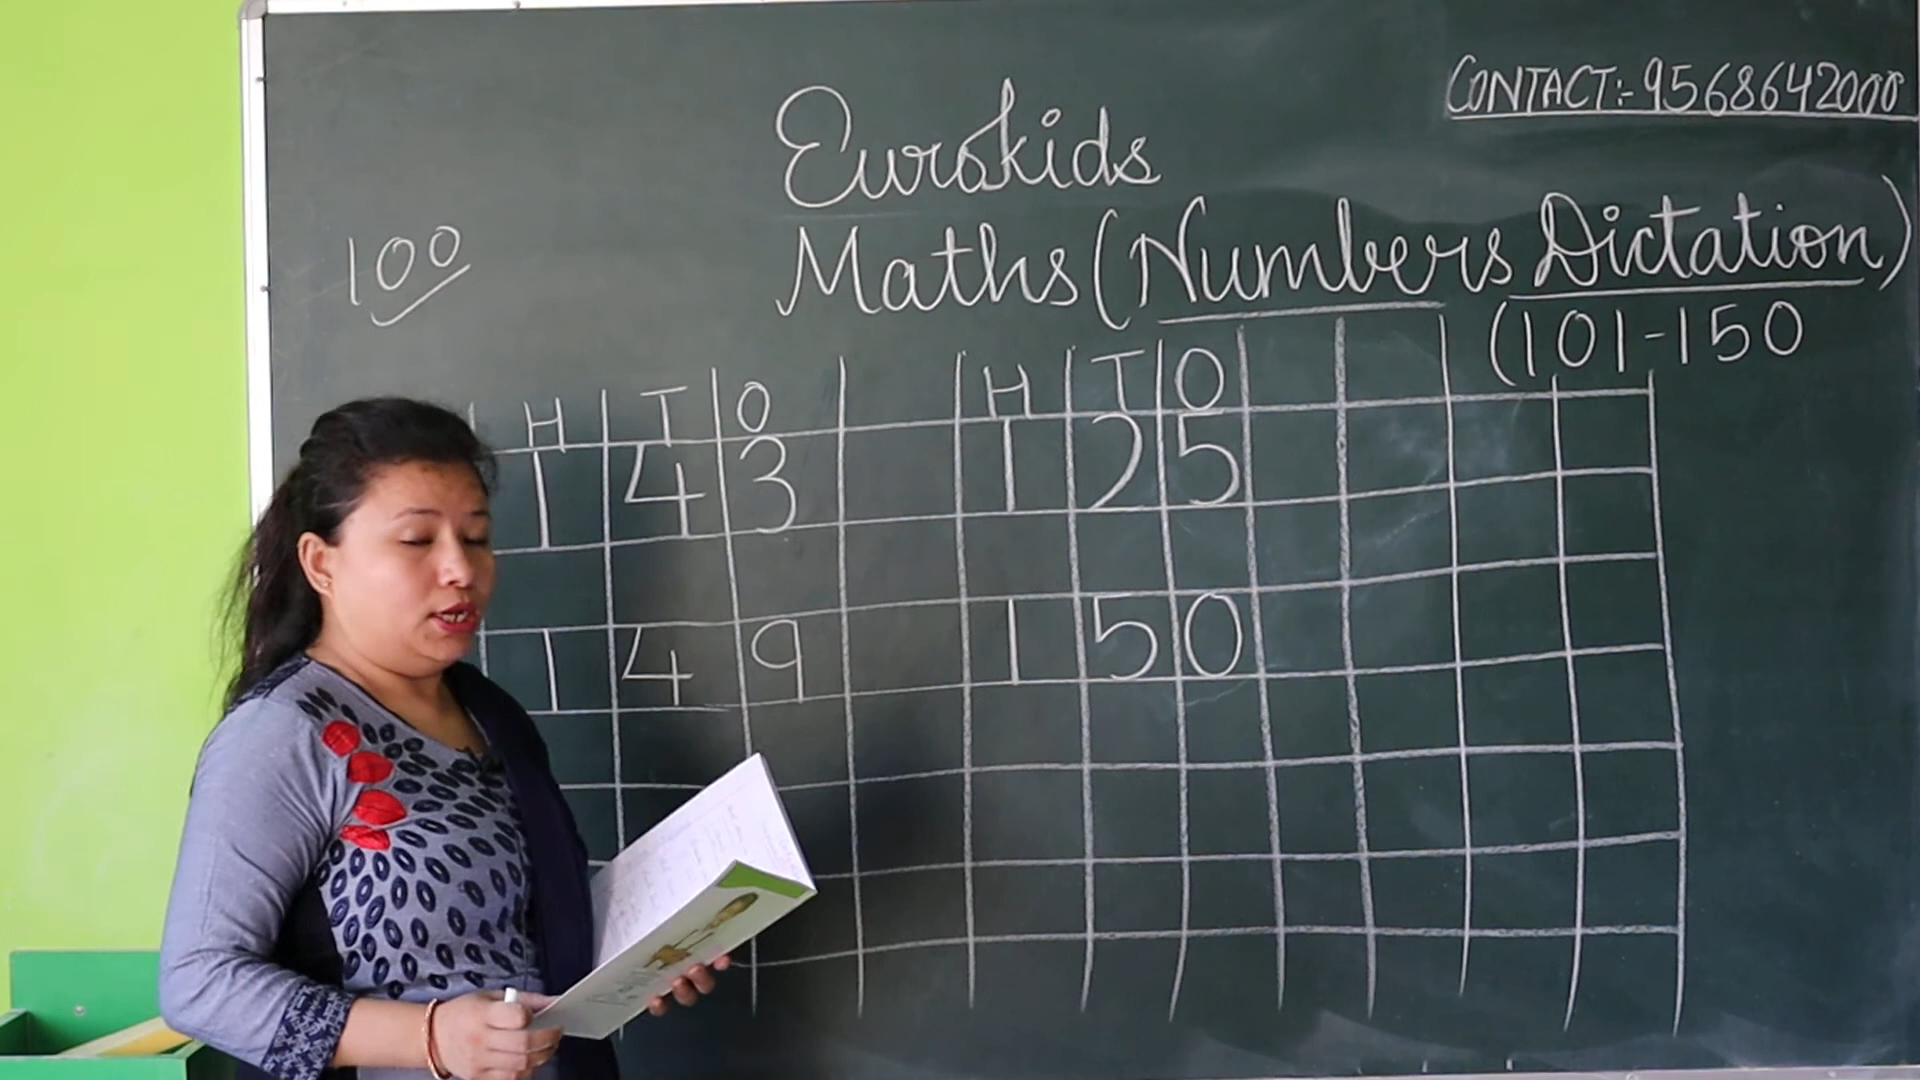 CONTACT:- 9568642000
Eurokids
Maths (Numbers Dictation)
(101-150
100
H T O H T O
1 4 3 1 2 5
1 4 9 1 5 0